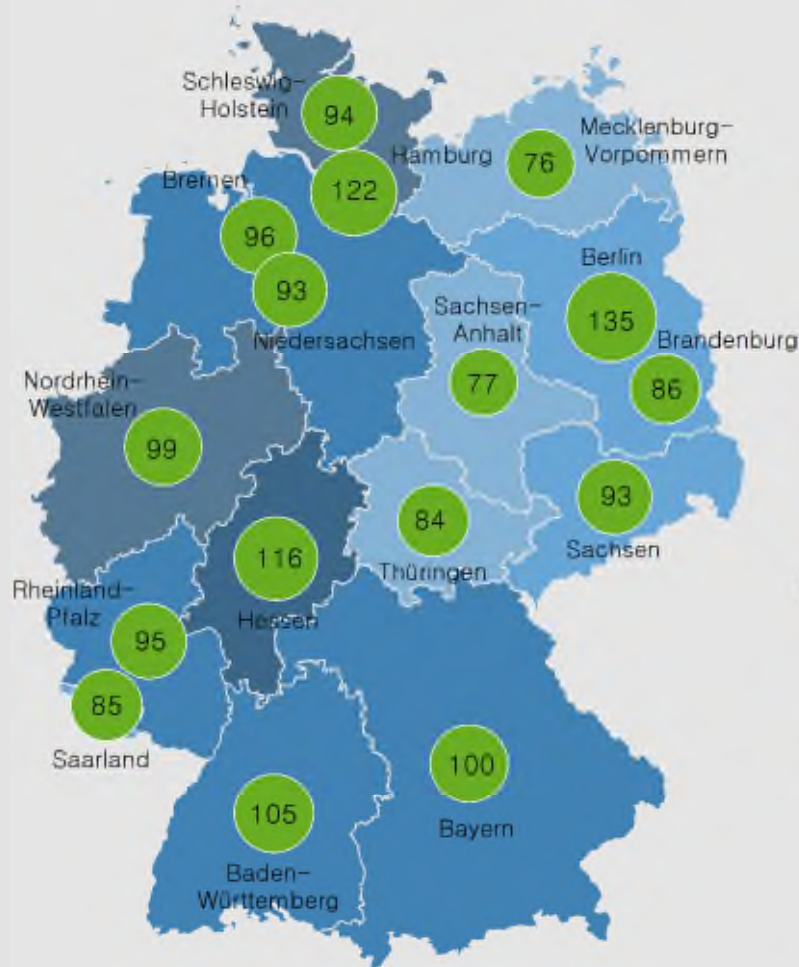 Schleswig-
Holstein
94
Hamburg
122
Mecklenburg-
Vorpommern
76
Bremen
96
93
Niedersachsen
Berlin
135
Brandenburg
86
Sachsen-
Anhalt
77
Nordrhein-
Westfalen
99
93
Sachsen
84
Thüringen
116
Hessen
Rheinland-
Pfalz
95
85
Saarland
100
Bayern
105
Baden-
Württemberg